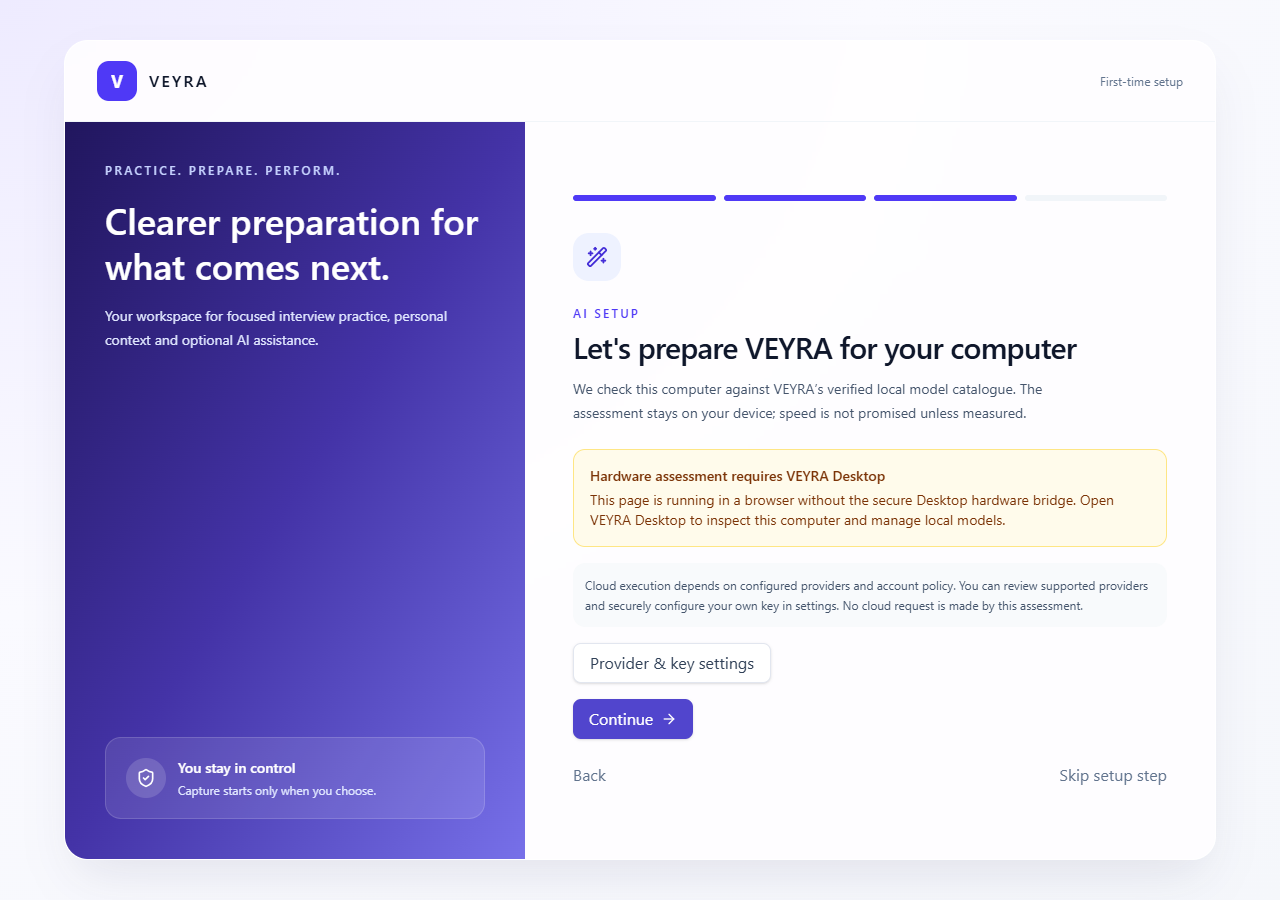 V
VEYRA
First-time setup
PRACTICE. PREPARE. PERFORM.
Clearer preparation for
what comes next.
Your workspace for focused interview practice, personal
context and optional AI assistance.
You stay in control
Capture starts only when you choose.
AI SETUP
Let's prepare VEYRA for your computer
We check this computer against VEYRA's verified local model catalogue. The
assessment stays on your device; speed is not promised unless measured.
Hardware assessment requires VEYRA Desktop
This page is running in a browser without the secure Desktop hardware bridge. Open
VEYRA Desktop to inspect this computer and manage local models.
Cloud execution depends on configured providers and account policy. You can review supported providers
and securely configure your own key in settings. No cloud request is made by this assessment.
Provider & key settings
Continue
Back
Skip setup step